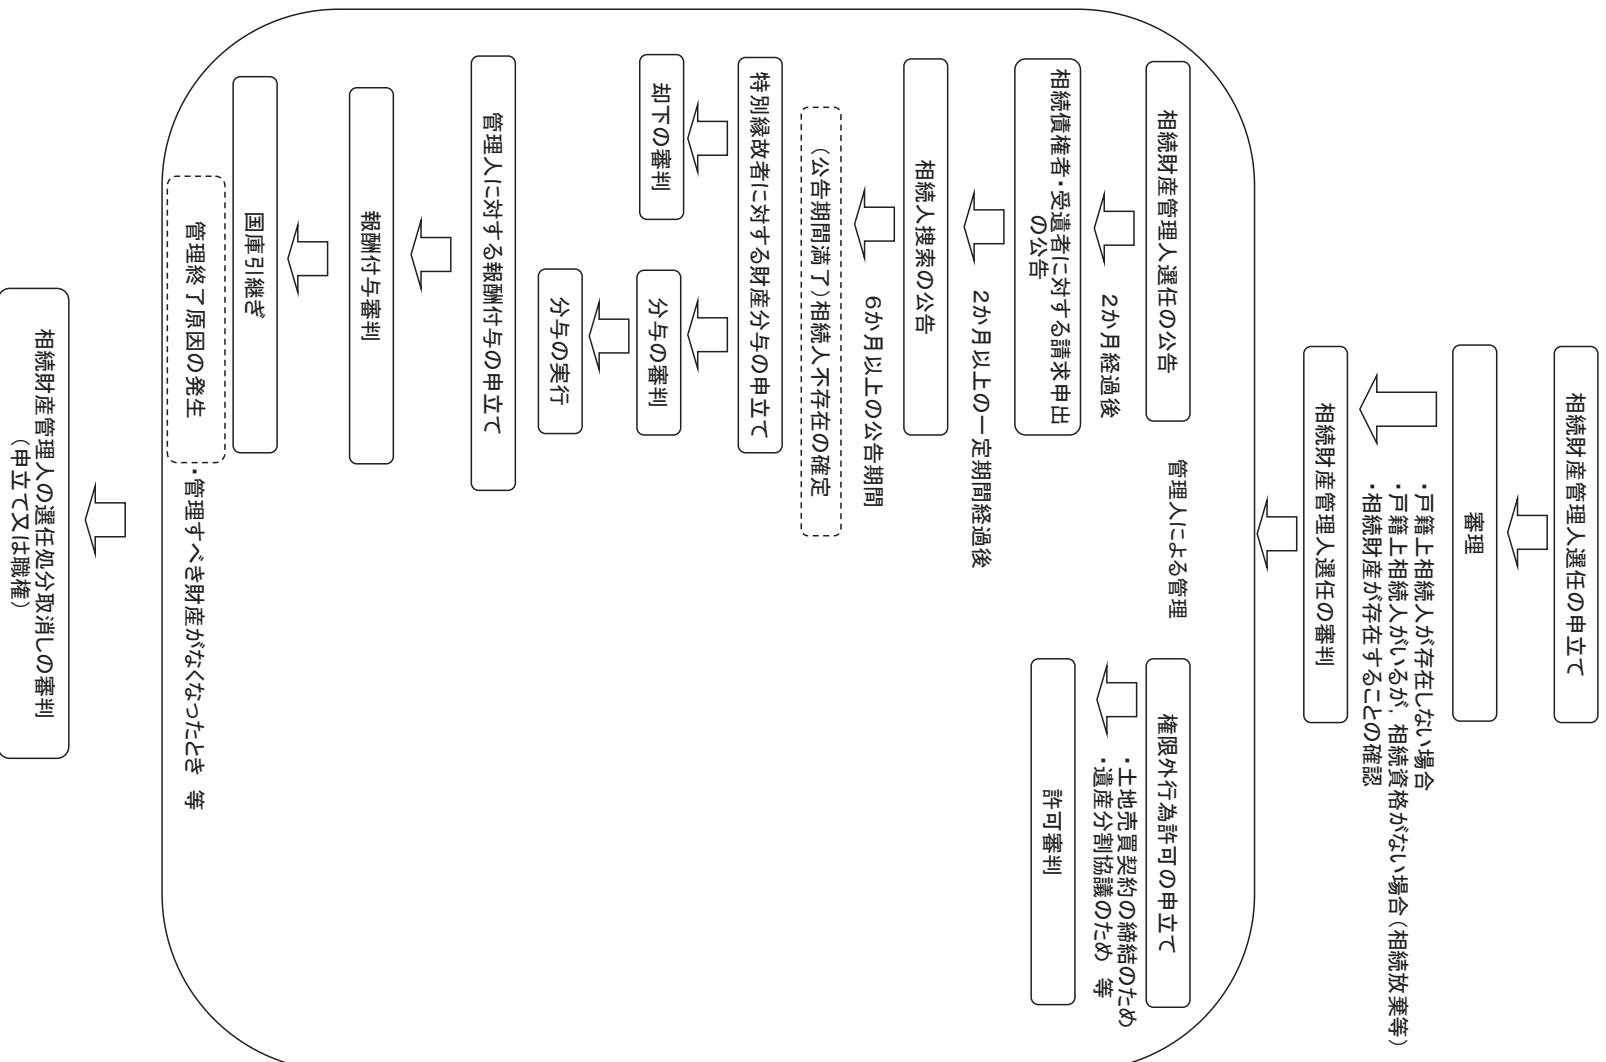 相続財産管理人選任の申立て
審理
・戸籍上相続人が存在しない場合
・戸籍上相続人がいるが，相続資格がない場合（相続放棄等）
・相続財産が存在することの確認
相続財産管理人選任の審判
管理人による管理
相続財産管理人選任の公告
2か月経過後
相続債権者・受遺者に対する請求申出
の公告
2か月以上の一定期間経過後
相続人捜索の公告
6か月以上の公告期間
（公告期間満了）相続人不存在の確定
特別縁故者に対する財産分与の申立て
却下の審判
分与の審判
分与の実行
管理人に対する報酬付与の申立て
報酬付与審判
国庫引継ぎ
管理終了原因の発生
・管理すべき財産がなくなったとき　等
権限外行為許可の申立て
・土地売買契約の締結のため
・遺産分割協議のため　等
許可審判
相続財産管理人の選任処分取消しの審判
（申立て又は職権）